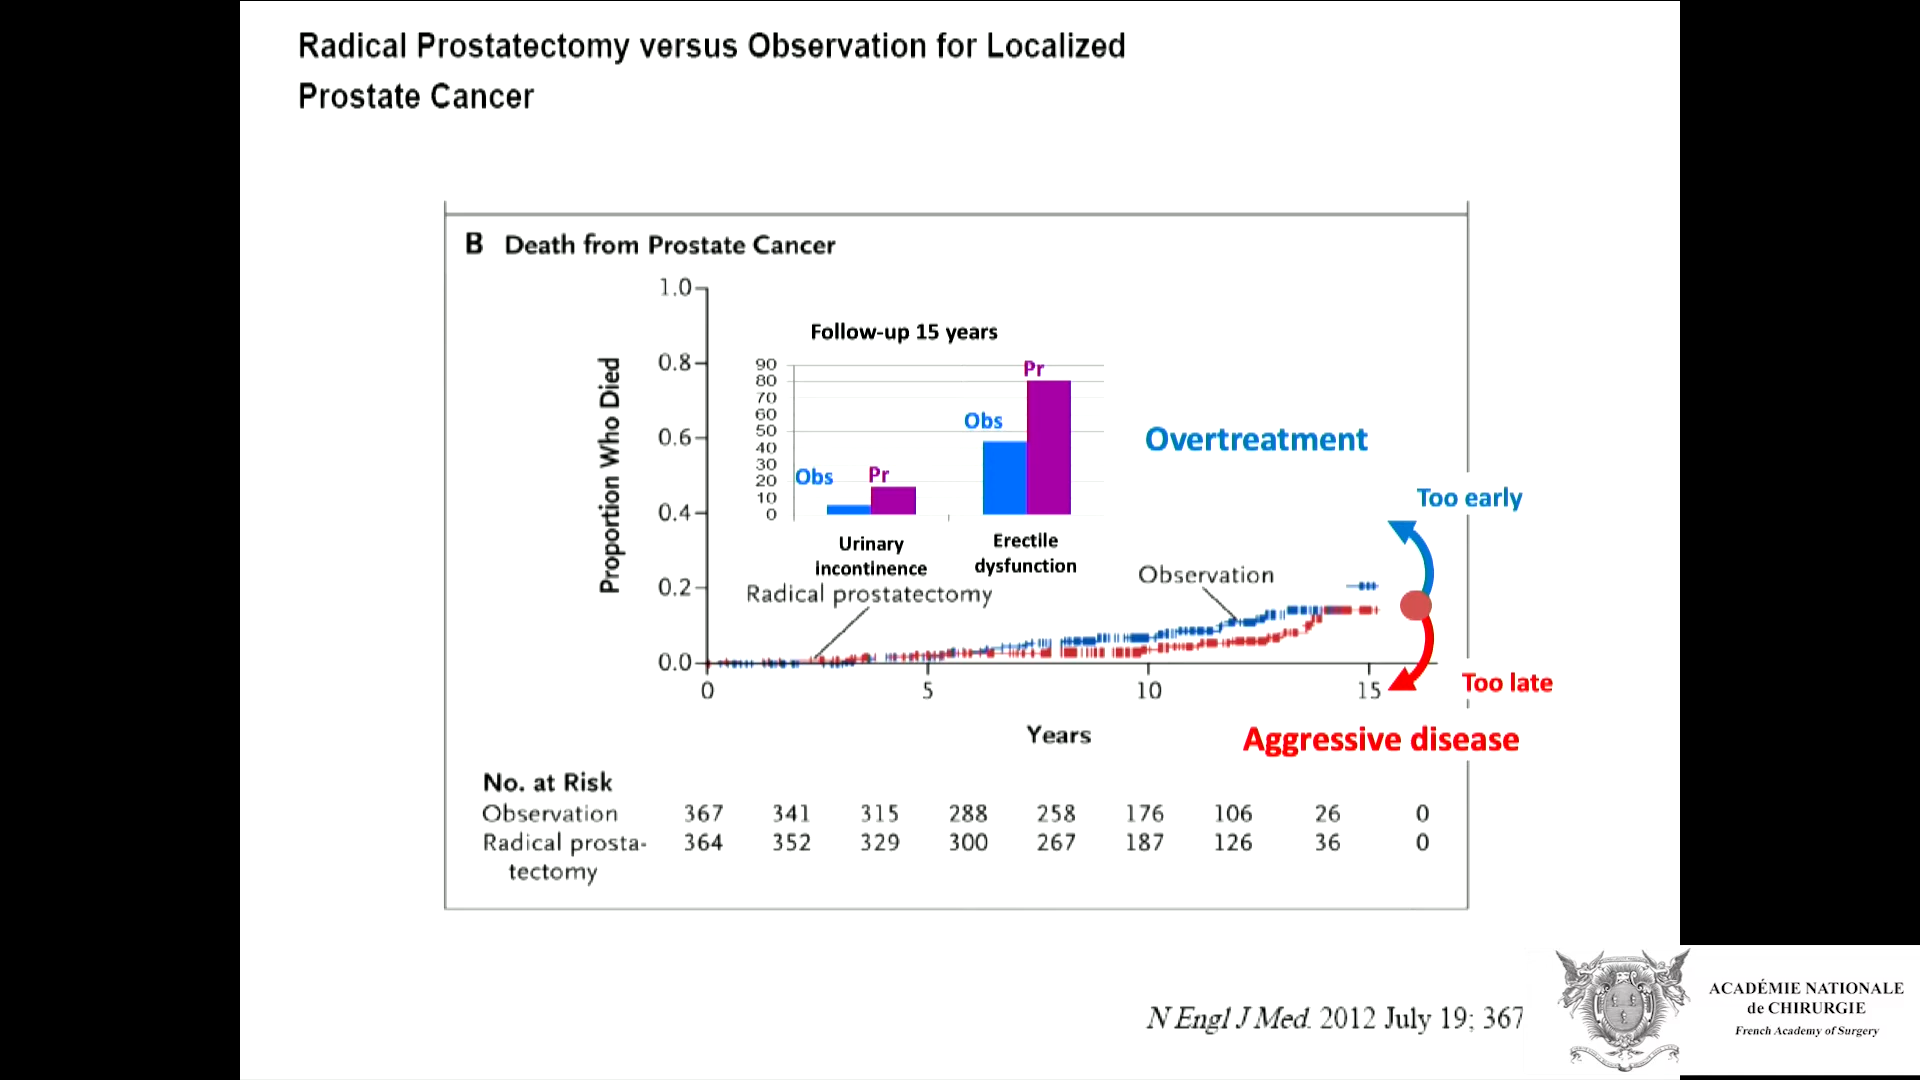 Radical Prostatectomy versus Observation for Localized
Prostate Cancer
B Death from Prostate Cancer
Proportion Who Died
1.0
0.8
0.6
0.4
0.2
0.0
Follow-up 15 years
90
80
70
60
50
40
30
20
10
0
Obs
Pr
Obs
Pr
Urinary
incontinence
Erectile
dysfunction
Overtreatment
Too early
Radical prostatectomy
Observation
0
5
10
15
Too late
Years
Aggressive disease
No. at Risk
Observation 367 341 315 288 258 176 106 26 0
Radical prosta- 364 352 329 300 267 187 126 36 0
tectomy
N Engl J Med. 2012 July 19; 367
ACADÉMIE NATIONALE
de CHIRURGIE
French Academy of Surgery